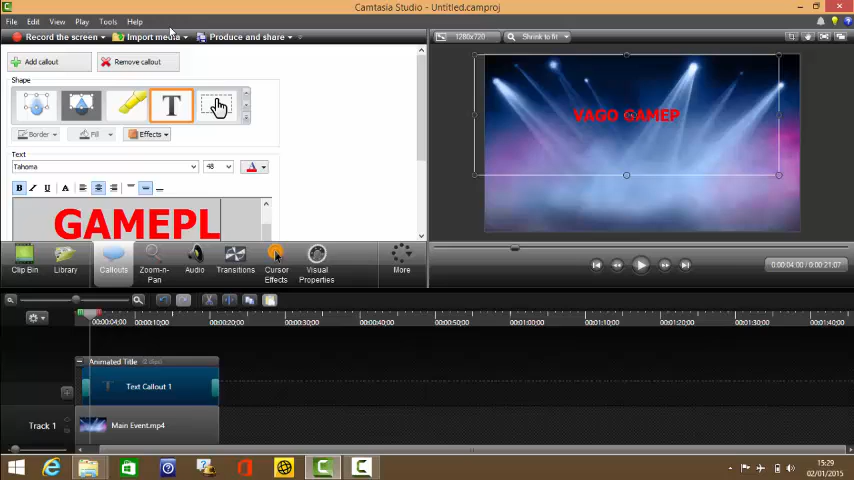 Camtasia Studio - Untitled.camproj
File Edit View Play Tools Help
Record the screen Import media Produce and share
1280x720 Shrink to fit
Add callout Remove callout
Shape
T
Border Fill Effects
Text
Tahoma 48 A
B I U A
GAMEPL
VAGO GAMEP
Clip Bin Library Callouts Zoom-n-Pan Audio Transitions Cursor Effects Visual Properties More
0:00:04;00 / 0:00:21;07
00:00:04;00 00:00:10;00 00:00:20;00 00:00:30;00 00:00:40;00 00:00:50;00 00:01:00;00 00:01:10;00 00:01:20;00 00:01:30;00 00:01:40;00
Animated Title (2 clips)
T Text Callout 1
Track 1 Main Event.mp4
15:29
02/01/2015